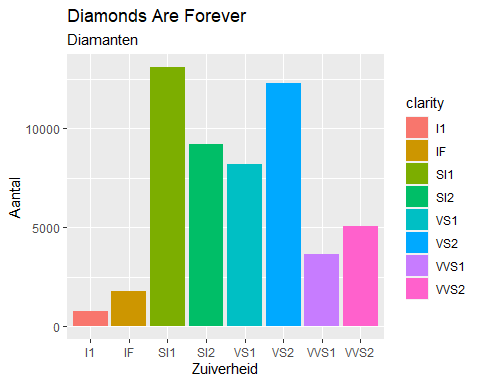 Diamonds Are Forever
Diamanten
Aantal
10000
5000
0
I1 IF SI1 SI2 VS1 VS2 VVS1 VVS2
Zuiverheid
clarity
I1
IF
SI1
SI2
VS1
VS2
VVS1
VVS2